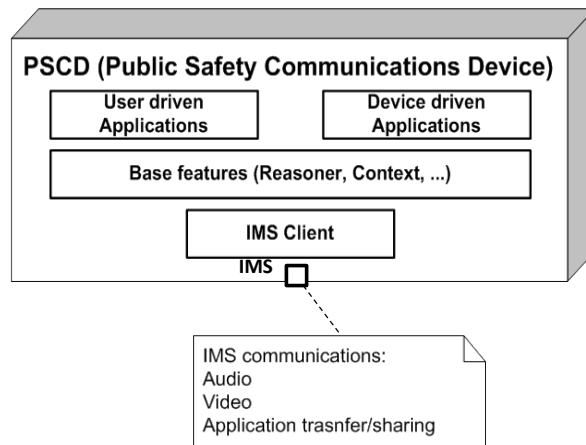 PSCD (Public Safety Communications Device)
User driven
Applications
Device driven
Applications
Base features (Reasoner, Context, ...)
IMS Client
IMS
IMS communications:
Audio
Video
Application trasnfer/sharing